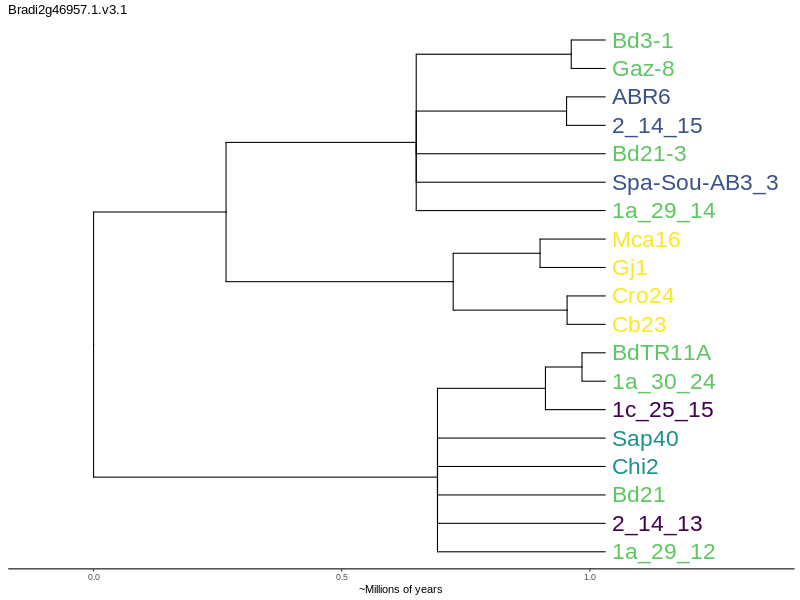 Bradi2g46957.1.v3.1
Bd3-1
Gaz-8
ABR6
2_14_15
Bd21-3
Spa-Sou-AB3_3
1a_29_14
Mca16
Gj1
Cro24
Cb23
BdTR11A
1a_30_24
1c_25_15
Sap40
Chi2
Bd21
2_14_13
1a_29_12
0.0 0.5 1.0
~Millions of years